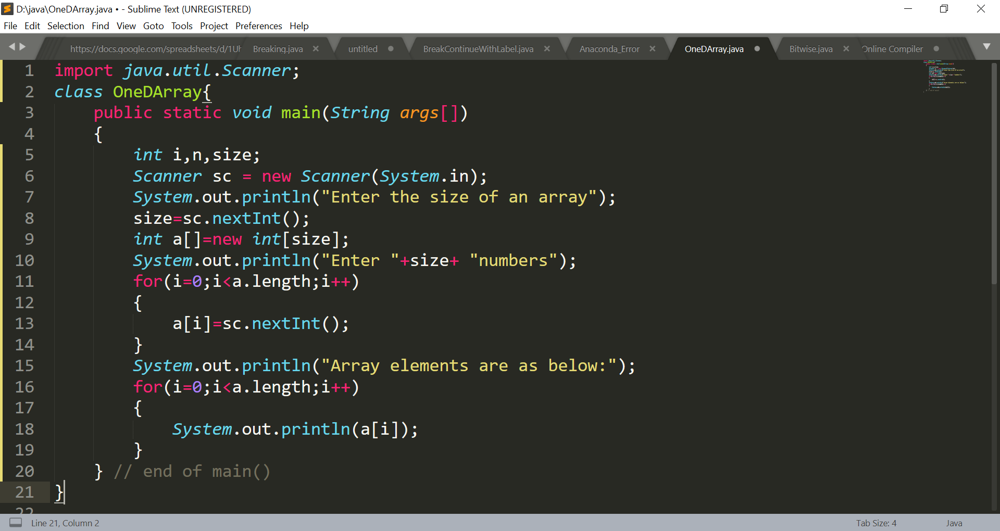 D:\java\OneDArray.java • - Sublime Text (UNREGISTERED)
File Edit Selection Find View Goto Tools Project Preferences Help
https://docs.google.com/spreadsheets/d/1U Breaking.java untitled BreakContinueWithLabel.java Anaconda_Error OneDArray.java Bitwise.java Online Compiler
1 import java.util.Scanner;
2 class OneDArray{
3 public static void main(String args[])
4 {
5 int i,n,size;
6 Scanner sc = new Scanner(System.in);
7 System.out.println("Enter the size of an array");
8 size=sc.nextInt();
9 int a[]=new int[size];
10 System.out.println("Enter "+size+ "numbers");
11 for(i=0;i<a.length;i++)
12 {
13 a[i]=sc.nextInt();
14 }
15 System.out.println("Array elements are as below:");
16 for(i=0;i<a.length;i++)
17 {
18 System.out.println(a[i]);
19 }
20 } // end of main()
21 }
22
Line 21, Column 2 Tab Size: 4 Java